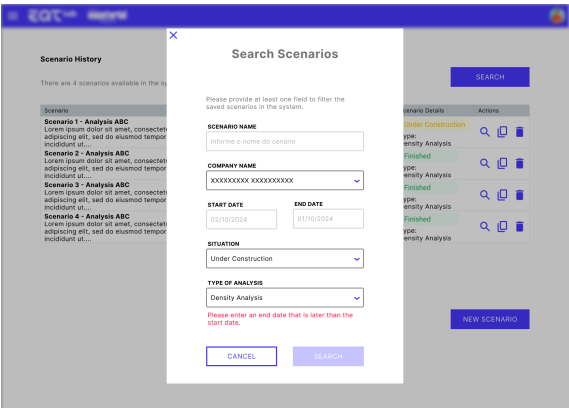 Search Scenarios
Scenario History
There are 4 scenarios available in the sy
SEARCH
Please provide at least one field to filter the
saved scenarios in the system.
Scenario
cenario Details
Actions
Scenario 1 - Analysis ABC
Lorem ipsum dolor sit amet, consectet
adipiscing elit, sed do eiusmod tempor
incididunt ut....
Under Construction
ype:
ensity Analysis
Scenario 2 - Analysis ABC
Lorem ipsum dolor sit amet, consectet
adipiscing elit, sed do eiusmod tempor
incididunt ut....
Finished
ype:
ensity Analysis
Scenario 3 - Analysis ABC
Lorem ipsum dolor sit amet, consectet
adipiscing elit, sed do eiusmod tempor
incididunt ut....
Finished
ype:
ensity Analysis
Scenario 4 - Analysis ABC
Lorem ipsum dolor sit amet, consectet
adipiscing elit, sed do eiusmod tempor
incididunt ut....
Finished
ype:
ensity Analysis
SCENARIO NAME
Informe o nome do cenário
COMPANY NAME
XXXXXXXXX XXXXXXXXXX
START DATE
END DATE
02/10/2024
01/10/2024
SITUATION
Under Construction
TYPE OF ANALYSIS
Density Analysis
Please enter an end date that is later than the
start date.
CANCEL
SEARCH
NEW SCENARIO